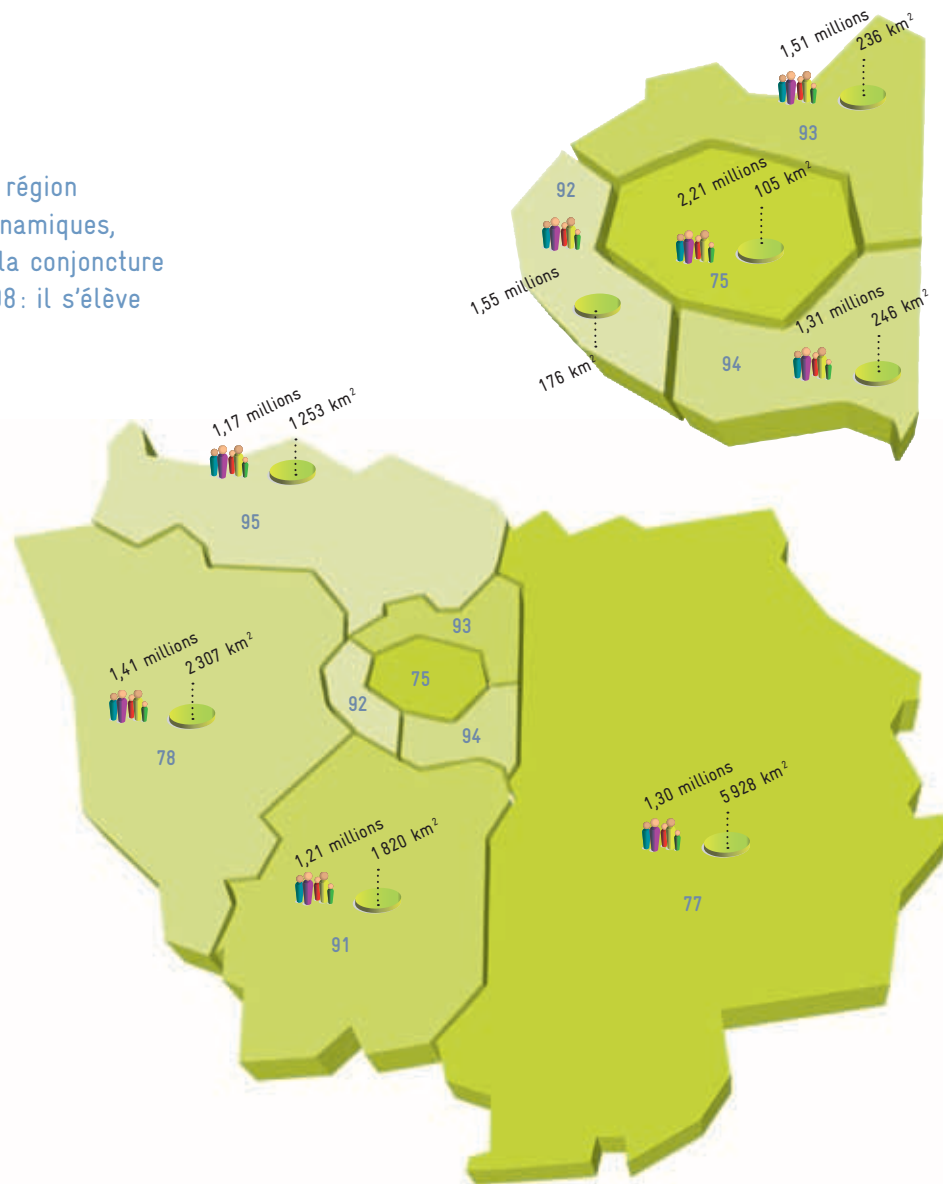 région
namiques,
la conjoncture
08 : il s’élève
1,51 millions
236 km²
93
92
2,21 millions
105 km²
75
1,55 millions
176 km²
1,31 millions
246 km²
94
1,17 millions
1 253 km²
95
93
75
92
94
1,41 millions
2 307 km²
78
1,30 millions
5 928 km²
77
1,21 millions
1 820 km²
91